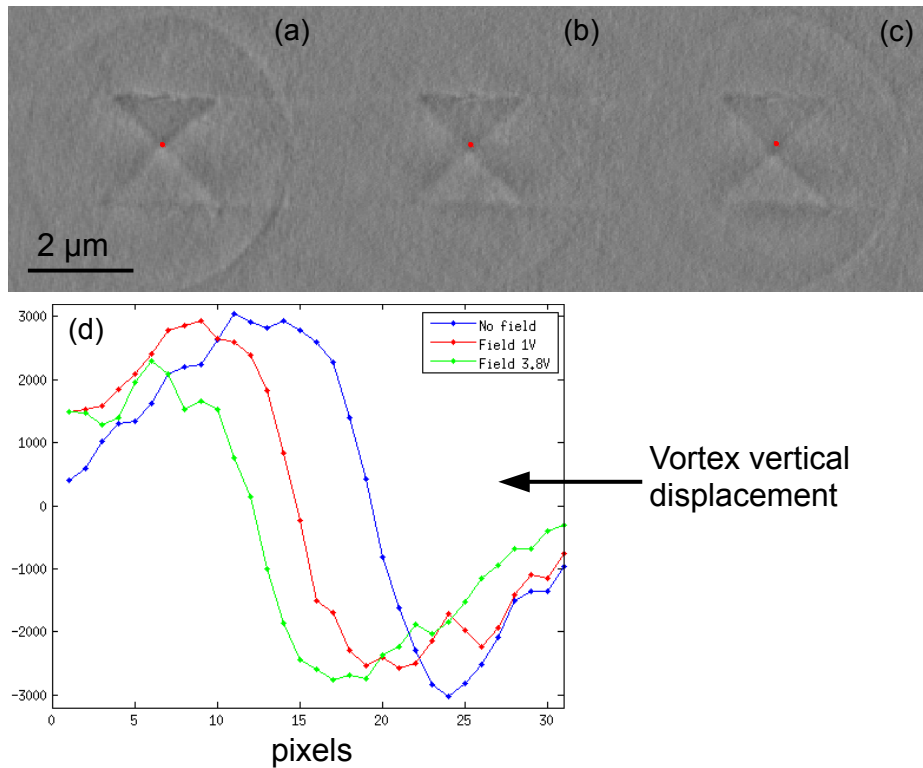 (a)
(b)
(c)
2 µm
(d)
No field
Field 1V
Field 3.8V
3000
2000
1000
0
-1000
-2000
-3000
0
5
10
15
20
25
30
pixels
Vortex vertical
displacement